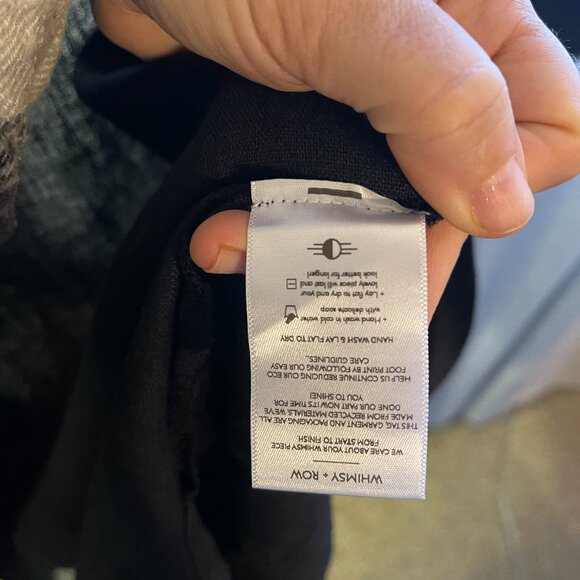 WHIMSY + ROW
WE CARE ABOUT YOUR WHIMSY PIECE
FROM START TO FINISH
THIS TAG, GARMENT AND PACKAGING ARE ALL
MADE FROM RECYCLED MATERIALS. WE'VE
DONE OUR PART NOW ITS TIME FOR
YOU TO SHINE!
HELP US CONTINUE REDUCING OUR ECO
FOOT PRINT BY FOLLOWING OUR EASY
CARE GUIDELINES.
HAND WASH & LAY FLAT TO DRY
+ Hand wash in cold water
with delicate soap
+ Lay flat to dry and your
lovely piece will last and
look better for longer!